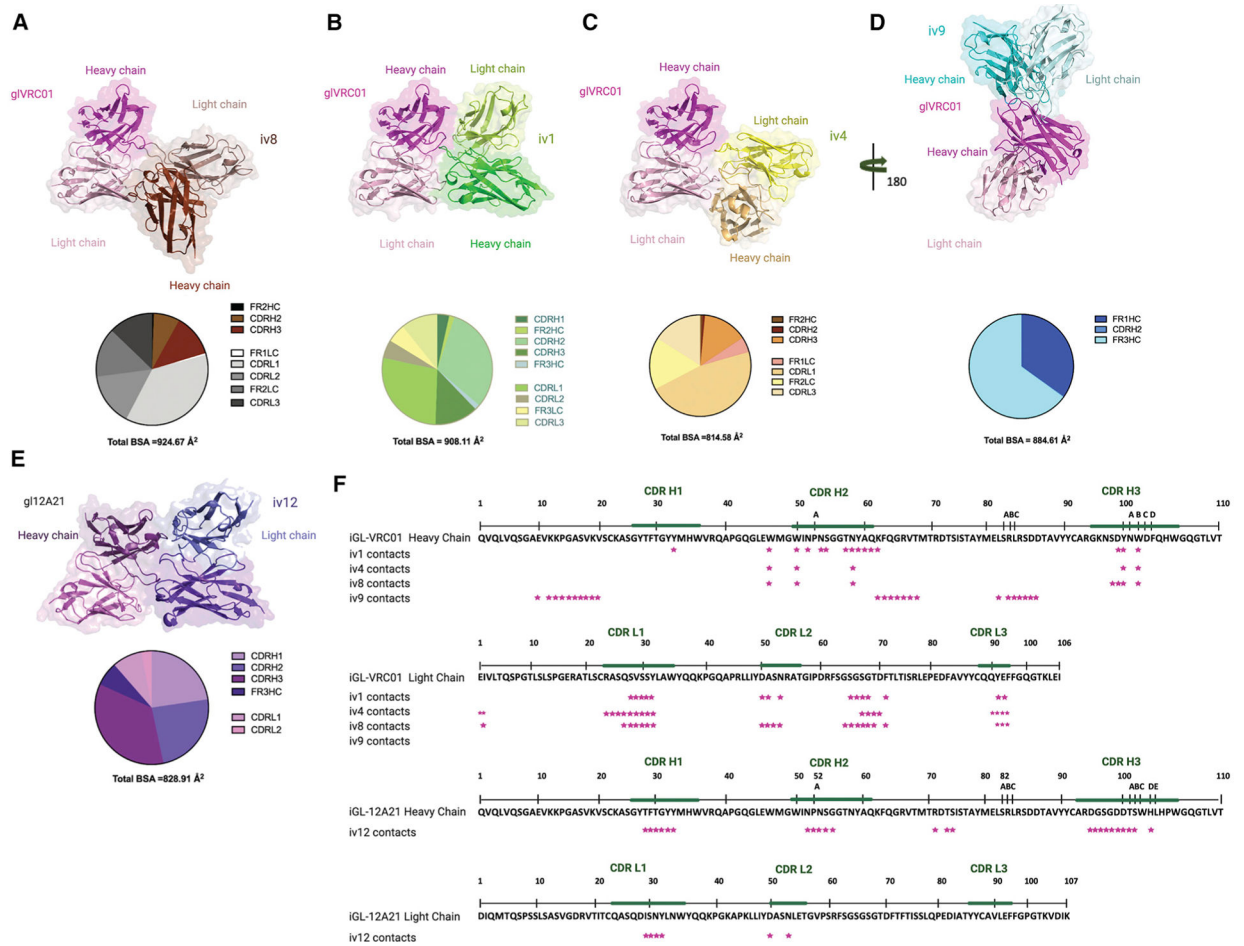 A
Heavy chain
glVRC01
Light chain
iv8
Light chain
Heavy chain
FR2HC
CDRH2
CDRH3
FR1LC
CDRL1
CDRL2
FR2LC
CDRL3
Total BSA =924.67 Å2
B
Heavy chain
Light chain
glVRC01
iv1
Light chain
Heavy chain
CDRH1
FR2HC
CDRH2
CDRH3
FR3HC
CDRL1
CDRL2
FR3LC
CDRL3
Total BSA = 908.11 Å2
C
Heavy chain
glVRC01
Light chain
iv4
Light chain
Heavy chain
FR2HC
CDRH2
CDRH3
FR1LC
CDRL1
FR2LC
CDRL3
Total BSA =814.58 Å2
180
D
iv9
Heavy chain
Light chain
glVRC01
Heavy chain
Light chain
FR1HC
CDRH2
FR3HC
Total BSA = 884.61 Å2
E
gl12A21
iv12
Heavy chain
Light chain
CDRH1
CDRH2
CDRH3
FR3HC
CDRL1
CDRL2
Total BSA =828.91 Å2
F
CDR H1 CDR H2 CDR H3
1 10 20 30 40 50 60 70 80 90 100 110
A ABC A B C D
iGL-VRC01 Heavy Chain QVQLVQSGAEVKKPGASVKVSCKASGYTFTGYYMHWVRQAPGQGLEWMGWINPNSGGTNYAQKFQGRVTMTRDTSISTAYMELSRLRSDDTAVYYCARGKNSDYNWDFQHWGQGTLVT
iv1 contacts
iv4 contacts
iv8 contacts
iv9 contacts
CDR L1 CDR L2 CDR L3
1 10 20 30 40 50 60 70 80 90 100 106
iGL-VRC01 Light Chain EIVLTQSPGTLSLSPGERATLSCRASQSVSSYLAWYQQKPGQAPRLLIYDASNRATGIPDRFSGSGSGTDFTLTISRLEPEDFAVYYCQQYEFFGQGTKLEI
iv1 contacts
iv4 contacts
iv8 contacts
iv9 contacts
CDR H1 CDR H2 CDR H3
1 10 20 30 40 50 52 60 70 80 82 90 100 110
A ABC ABC DE
iGL-12A21 Heavy Chain QVQLVQSGAEVKKPGASVKVSCKASGYTFTGYYMHWVRQAPGQGLEWMGWINPNSGGTNYAQKFQGRVTMTRDTSISTAYMELSRLRSDDTAVYYCARDGSGDDTSWHLHPWGQGTLVT
iv12 contacts
CDR L1 CDR L2 CDR L3
1 10 20 30 40 50 60 70 80 90 100 107
iGL-12A21 Light Chain DIQMTQSPSSLSASVGDRVTITCQASQDISNYLNWYQQKPGKAPKLLIYDASNLETGVPSRFSGSGSGTDFTFTISSLQPEDIATYYCAVLEFFGPGTKVDIK
iv12 contacts